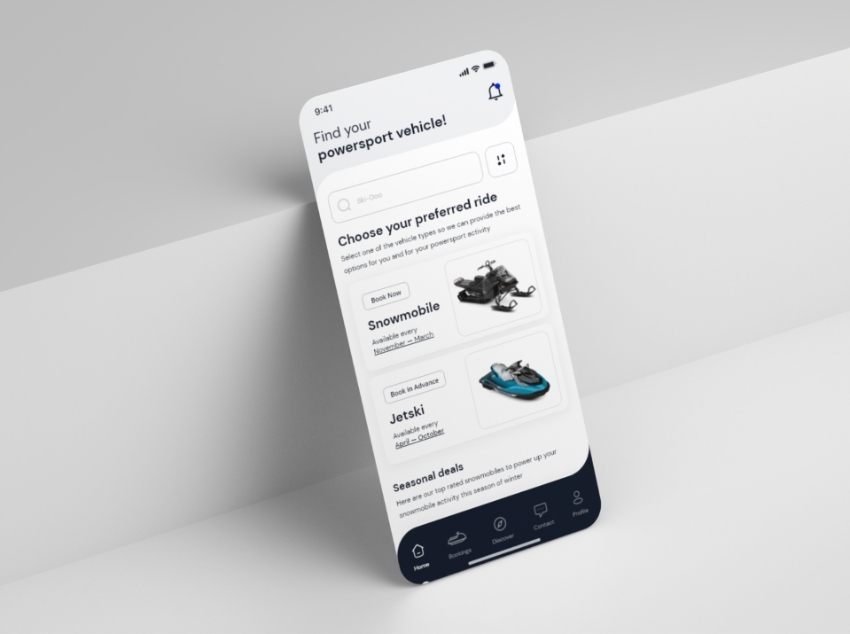 9:41
Find your
powersport vehicle!
Ski-Doo
Choose your preferred ride
Select one of the vehicle types so we can provide the best
options for you and for your powersport activity
Book Now
Snowmobile
Available every
November – March
Book in Advance
Jetski
Available every
April – October
Seasonal deals
Here are our top rated snowmobiles to power up your
snowmobile activity this season of winter
Home
Bookings
Discover
Contact
Profile